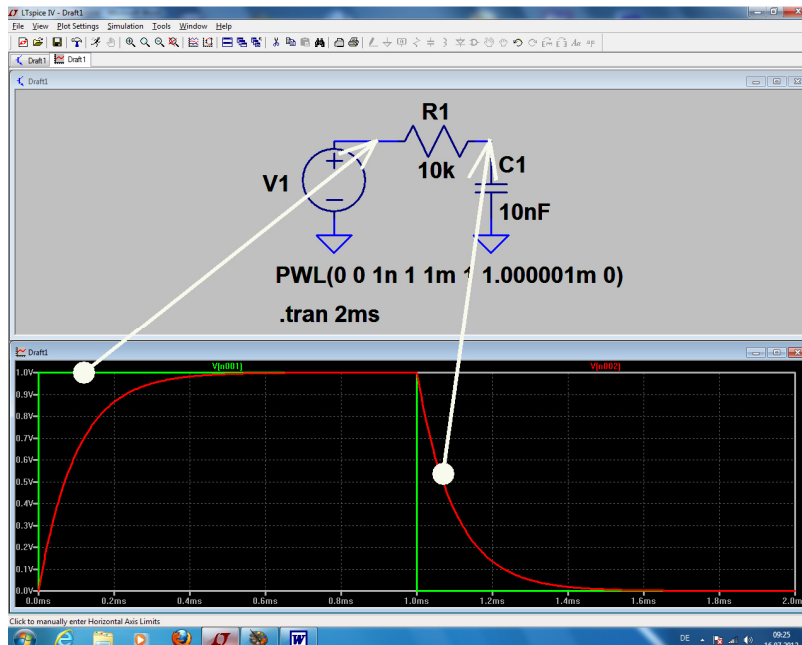 LTspice IV - Draft1
File View Plot Settings Simulation Tools Window Help
Draft1 Draft1
Draft1
R1
10k
V1
C1
10nF
PWL(0 0 1n 1 1m 1 1.000001m 0)
.tran 2ms
Draft1
V[n001] V[n002]
1.0V
0.9V
0.8V
0.7V
0.6V
0.5V
0.4V
0.3V
0.2V
0.1V
0.0V
0.0ms 0.2ms 0.4ms 0.6ms 0.8ms 1.0ms 1.2ms 1.4ms 1.6ms 1.8ms 2.0m
Click to manually enter Horizontal Axis Limits
W
DE
09:25